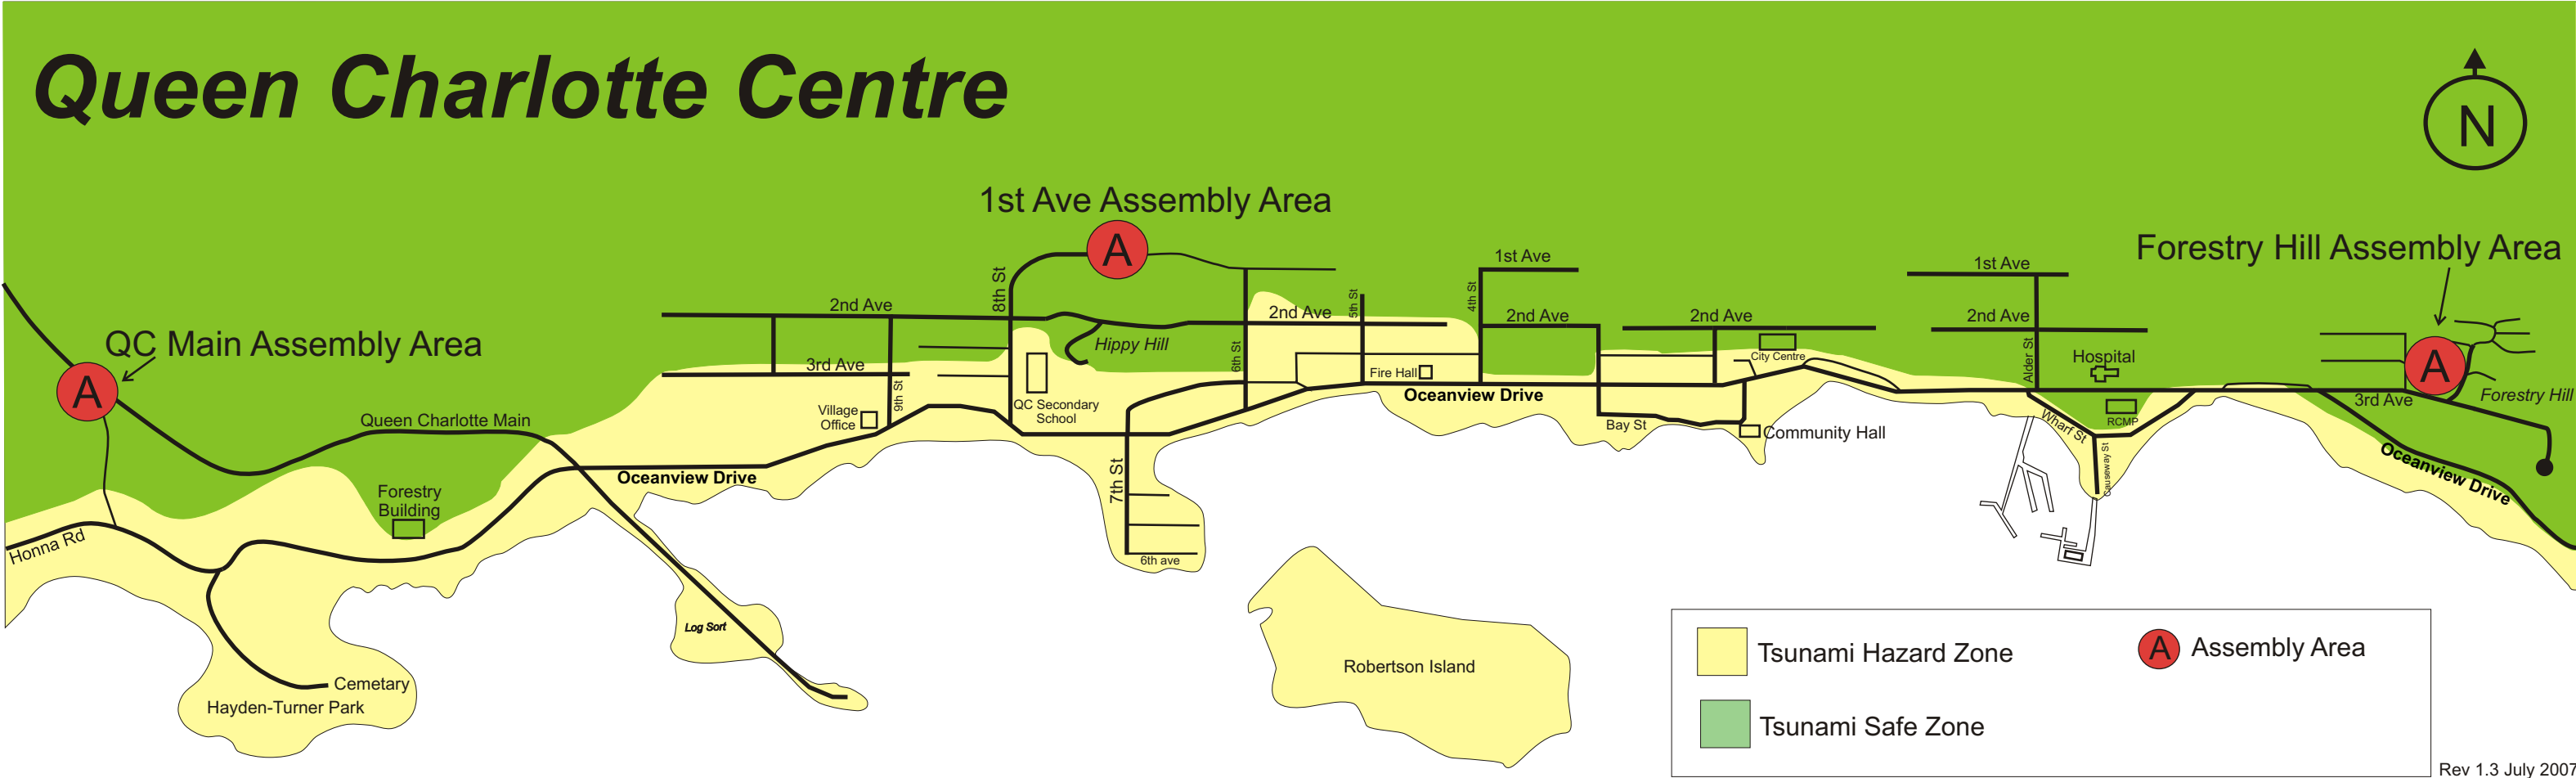 Queen Charlotte Centre
N
1st Ave Assembly Area
A
Forestry Hill Assembly Area
A
QC Main Assembly Area
A
8th St
2nd Ave
3rd Ave
9th St
Village
Office
Hippy Hill
QC Secondary
School
6th St
2nd Ave
5th St
Fire Hall
4th St
1st Ave
2nd Ave
2nd Ave
City Centre
Oceanview Drive
Bay St
Community Hall
1st Ave
2nd Ave
Alder St
Hospital
RCMP
Wharf St
Causeway St
3rd Ave
Forestry Hill
Oceanview Drive
Queen Charlotte Main
Forestry
Building
Honna Rd
Oceanview Drive
7th St
6th ave
Log Sort
Cemetary
Hayden-Turner Park
Robertson Island
Tsunami Hazard Zone
A
Assembly Area
Tsunami Safe Zone
Rev 1.3 July 2007